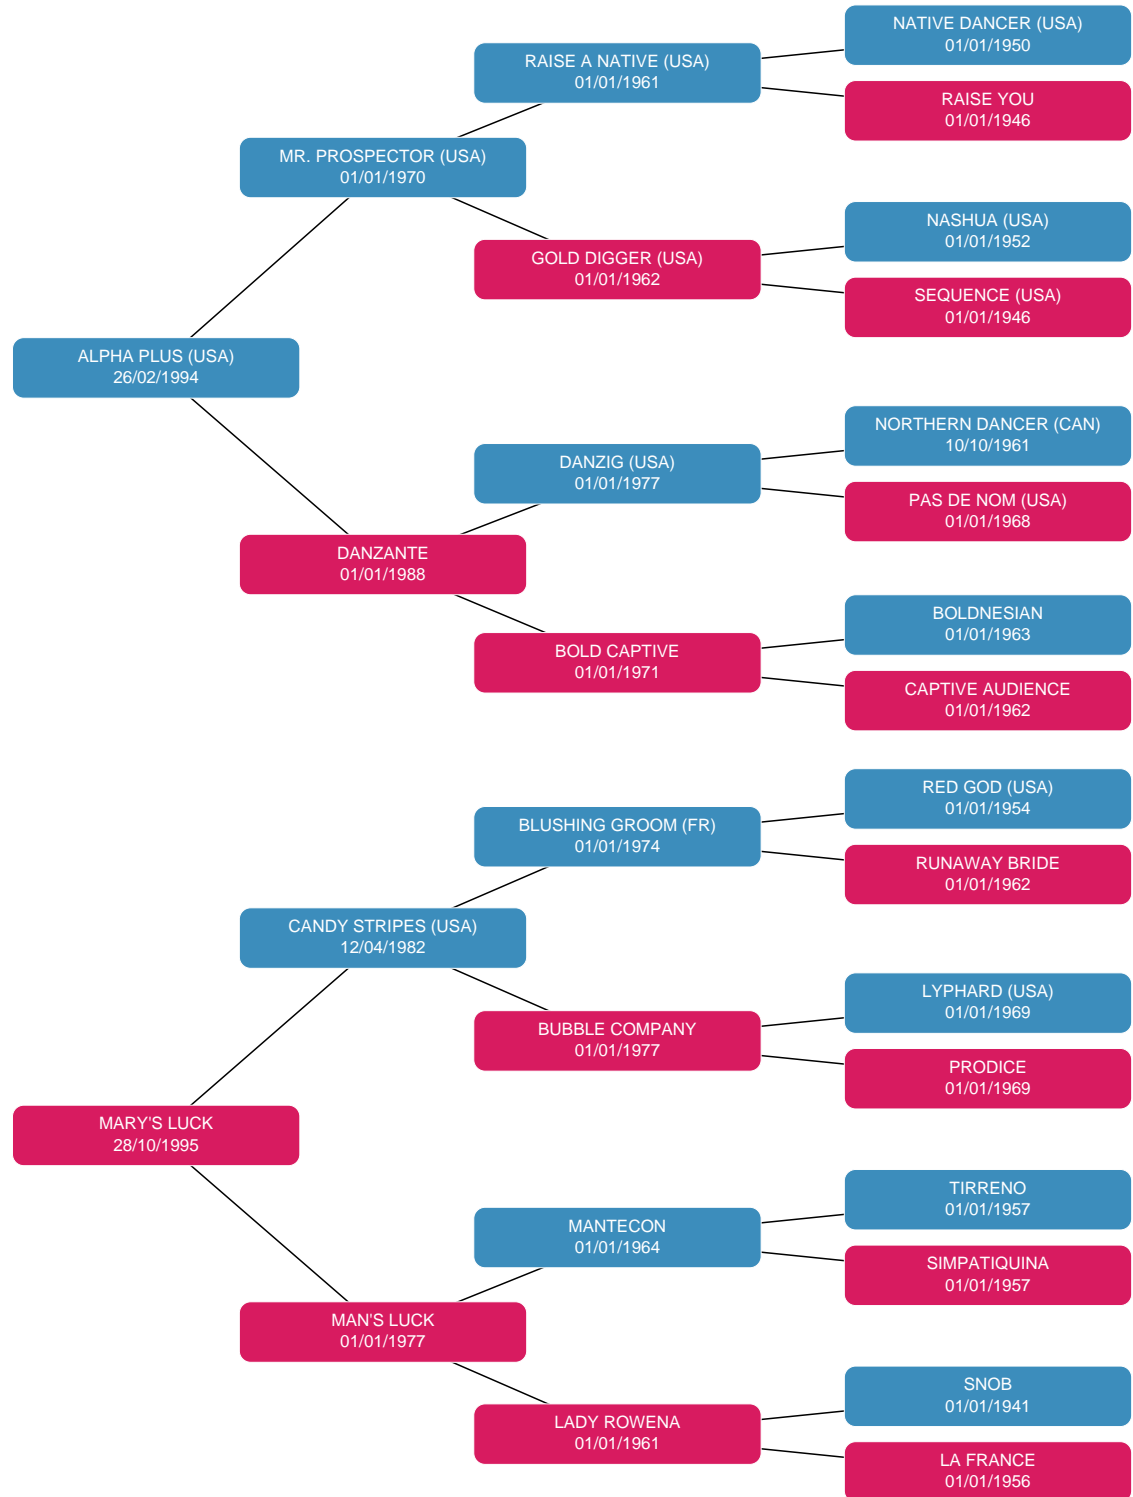 NATIVE DANCER (USA)
01/01/1950
RAISE A NATIVE (USA)
01/01/1961
RAISE YOU
01/01/1946
MR. PROSPECTOR (USA)
01/01/1970
NASHUA (USA)
01/01/1952
GOLD DIGGER (USA)
01/01/1962
SEQUENCE (USA)
01/01/1946
ALPHA PLUS (USA)
26/02/1994
NORTHERN DANCER (CAN)
10/10/1961
DANZIG (USA)
01/01/1977
PAS DE NOM (USA)
01/01/1968
DANZANTE
01/01/1988
BOLDNESIAN
01/01/1963
BOLD CAPTIVE
01/01/1971
CAPTIVE AUDIENCE
01/01/1962
RED GOD (USA)
01/01/1954
BLUSHING GROOM (FR)
01/01/1974
RUNAWAY BRIDE
01/01/1962
CANDY STRIPES (USA)
12/04/1982
LYPHARD (USA)
01/01/1969
BUBBLE COMPANY
01/01/1977
PRODICE
01/01/1969
MARY'S LUCK
28/10/1995
TIRRENO
01/01/1957
MANTECON
01/01/1964
SIMPATIQUINA
01/01/1957
MAN'S LUCK
01/01/1977
SNOB
01/01/1941
LADY ROWENA
01/01/1961
LA FRANCE
01/01/1956